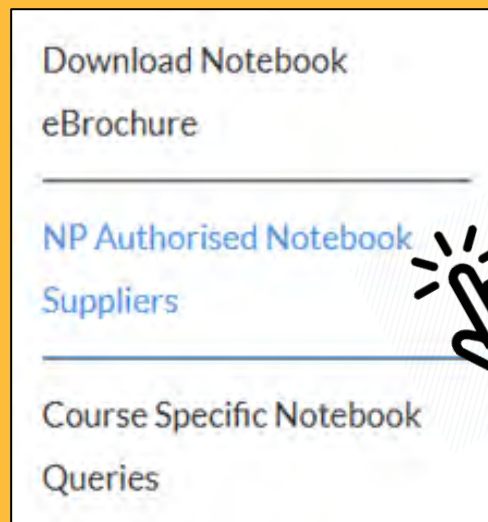 Download Notebook
eBrochure
NP Authorised Notebook
Suppliers
Course Specific Notebook
Queries